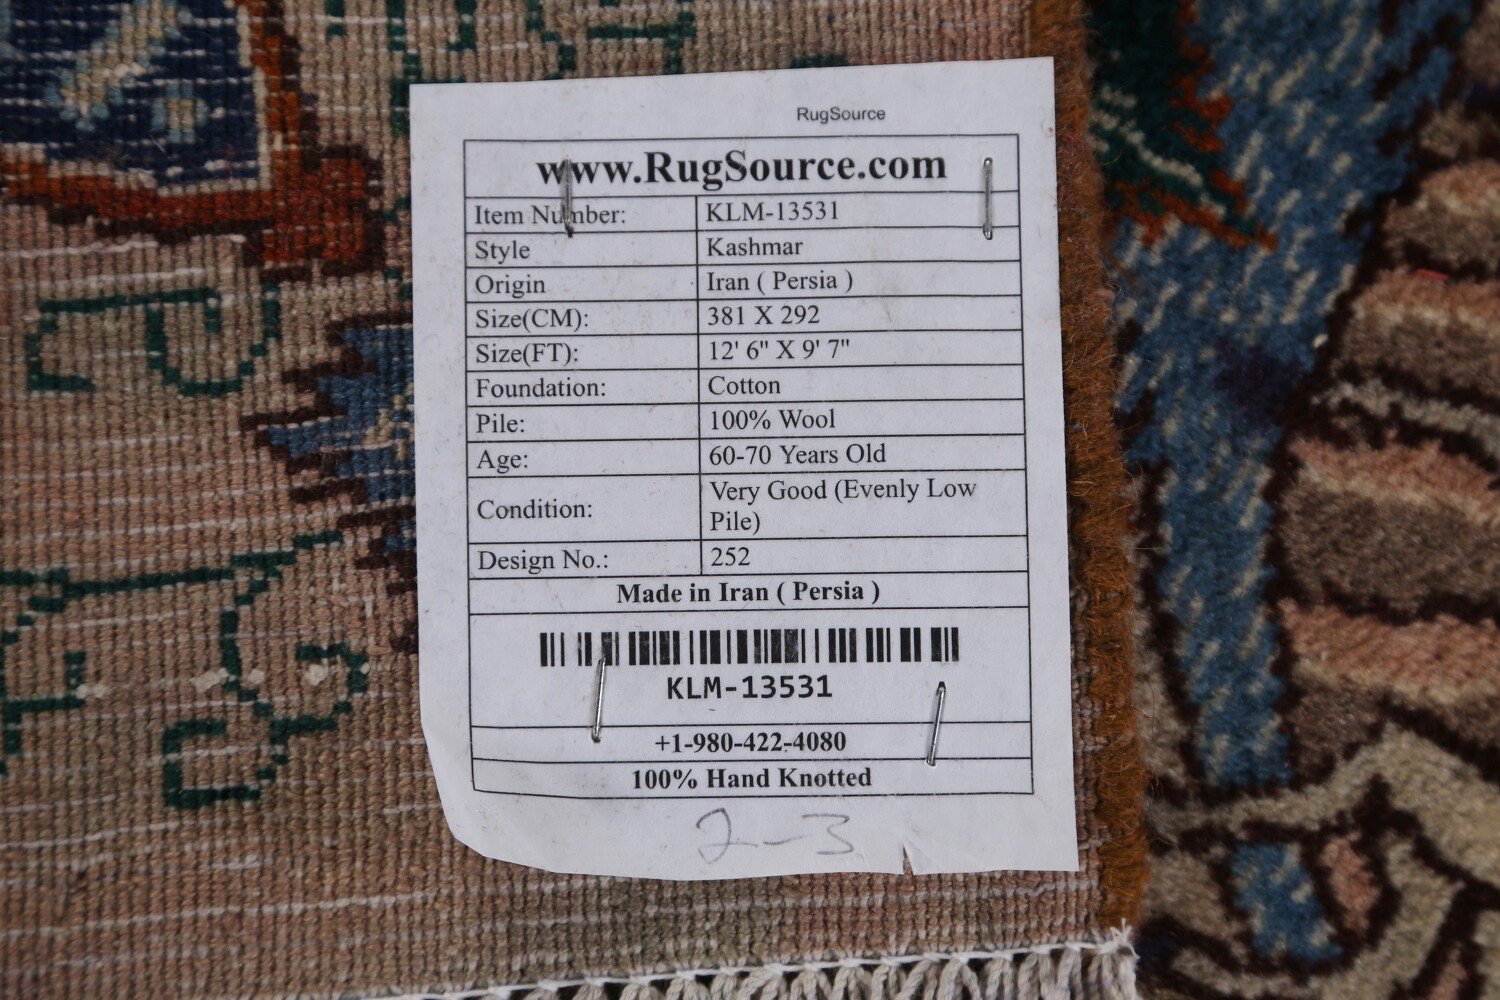 RugSource
www.RugSource.com
Item Number: KLM-13531
Style Kashmar
Origin Iran ( Persia )
Size(CM): 381 X 292
Size(FT): 12' 6" X 9' 7"
Foundation: Cotton
Pile: 100% Wool
Age: 60-70 Years Old
Condition: Very Good (Evenly Low
Pile)
Design No.: 252
Made in Iran ( Persia )
KLM-13531
+1-980-422-4080
100% Hand Knotted
2-3